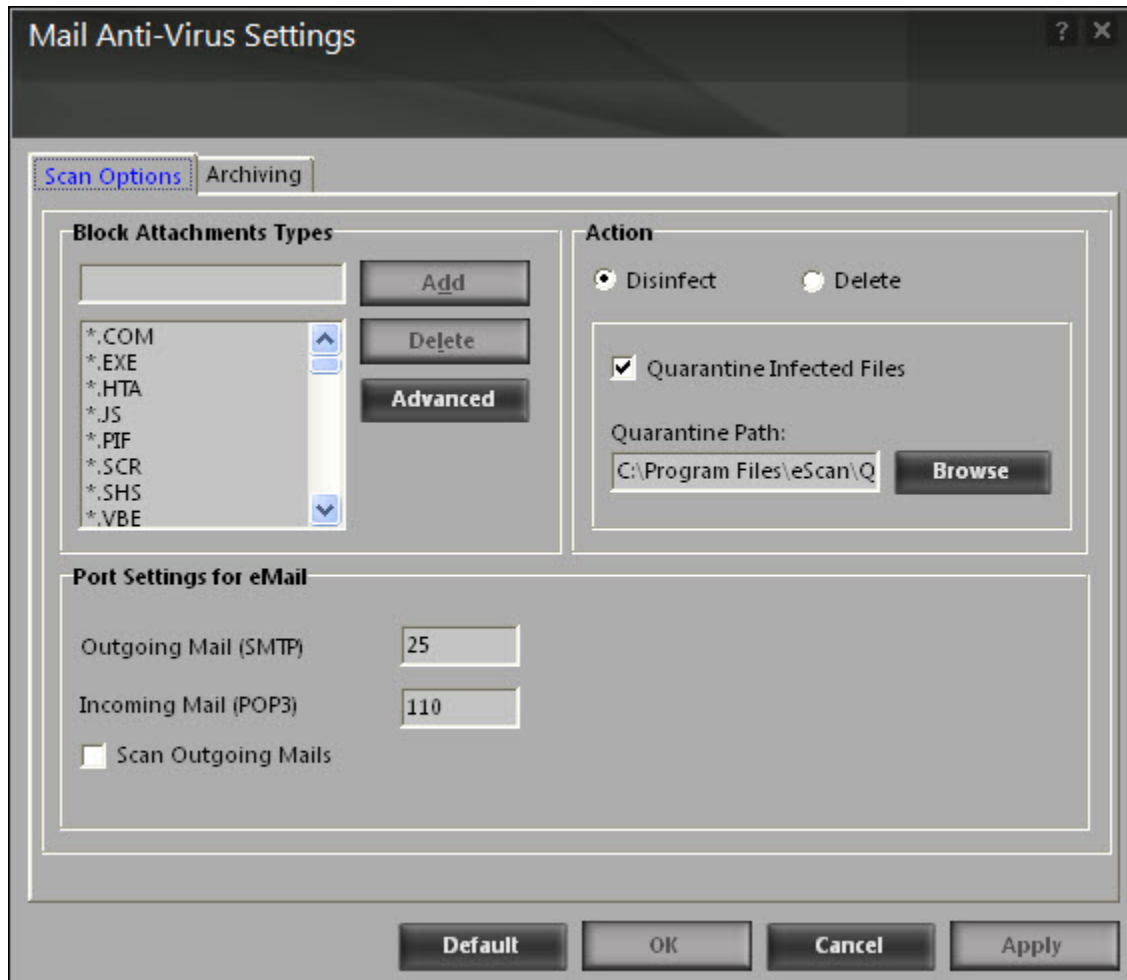 Mail Anti-Virus Settings
? X
Scan Options Archiving
Block Attachments Types
Add
*.COM
*.EXE
*.HTA
*.JS
*.PIF
*.SCR
*.SHS
*.VBE
Delete
Advanced
Action
Disinfect Delete
Quarantine Infected Files
Quarantine Path:
C:\Program Files\eScan\Q Browse
Port Settings for eMail
Outgoing Mail (SMTP) 25
Incoming Mail (POP3) 110
Scan Outgoing Mails
Default OK Cancel Apply